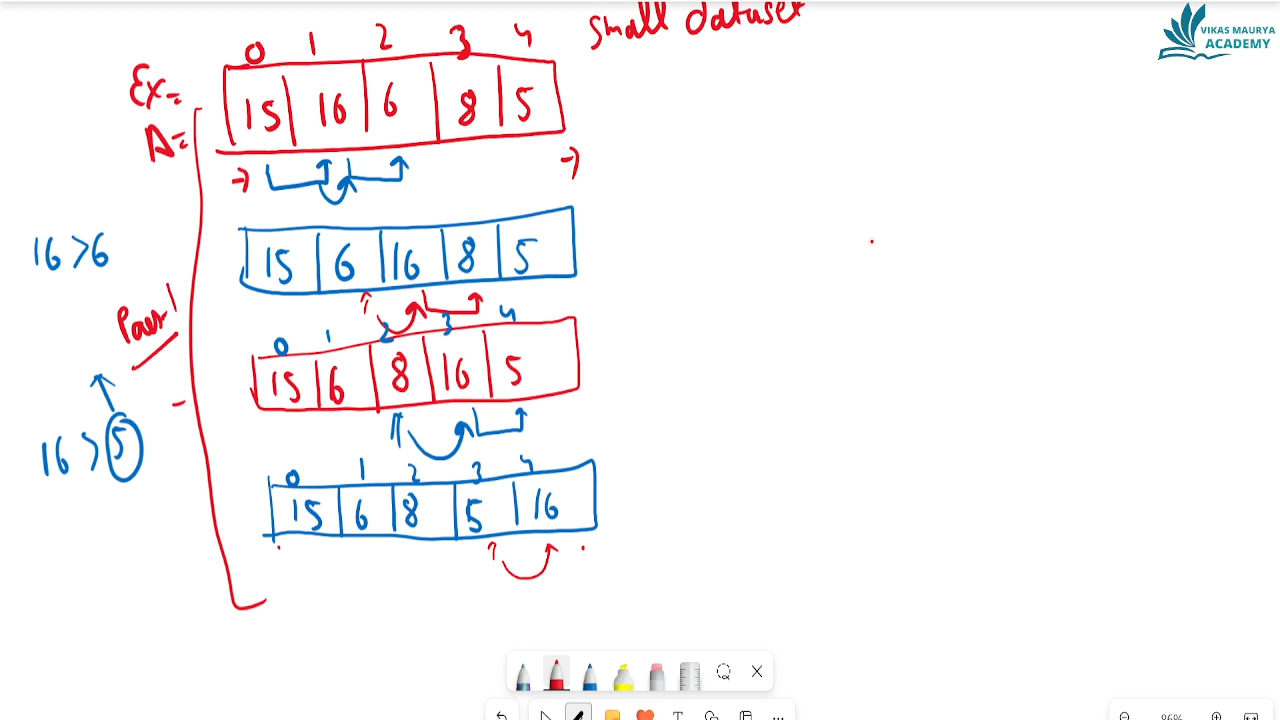 small dataset
VIKAS MAURYA
ACADEMY
0 1 2 3 4
Ex=
A=
15 16 6 8 5
16>6
15 6 16 8 5
0 1 2 3 4
15 6 8 16 5
16>5
0 1 2 3 4
15 6 8 5 16
86%